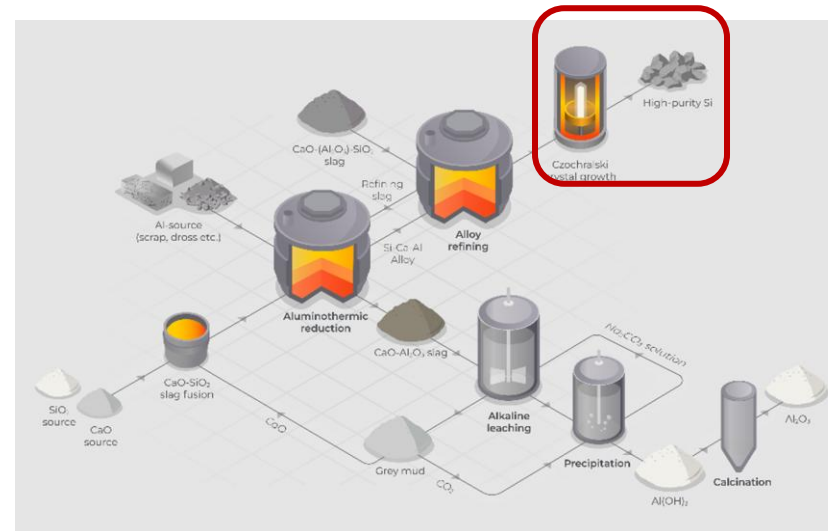 High-purity Si
Czochralski
crystal growth
CaO-(Al₂O₃)-SiO₂
slag
Refining
slag
Alloy
refining
Si-Ca-Al
Alloy
Al-source
(scrap, dross etc.)
Aluminothermic
reduction
CaO-Al₂O₃ slag
Na₂CO₃ solution
CaO-SiO₂
slag fusion
SiO₂
source
CaO
source
CaO
Alkaline
leaching
Grey mud
CO₂
Precipitation
Al(OH)₂
Calcination
Al₂O₃